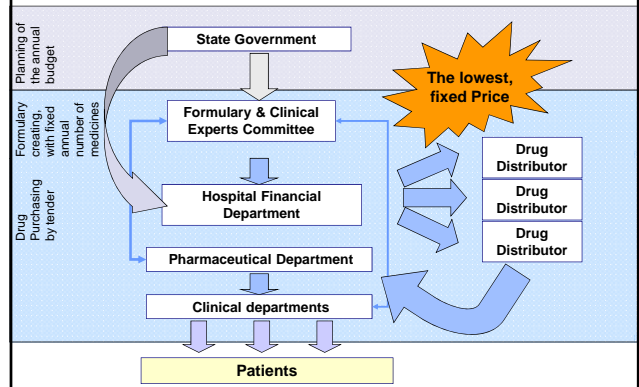 Planning of
the annual
budget
State Government
The lowest,
fixed Price
Formulary
creating,
with fixed
annual
number of
medicines
Formulary & Clinical
Experts Committee
Drug
Distributor
Drug
Distributor
Drug
Distributor
Drug
Purchasing
by tender
Hospital Financial
Department
Pharmaceutical Department
Clinical departments
Patients